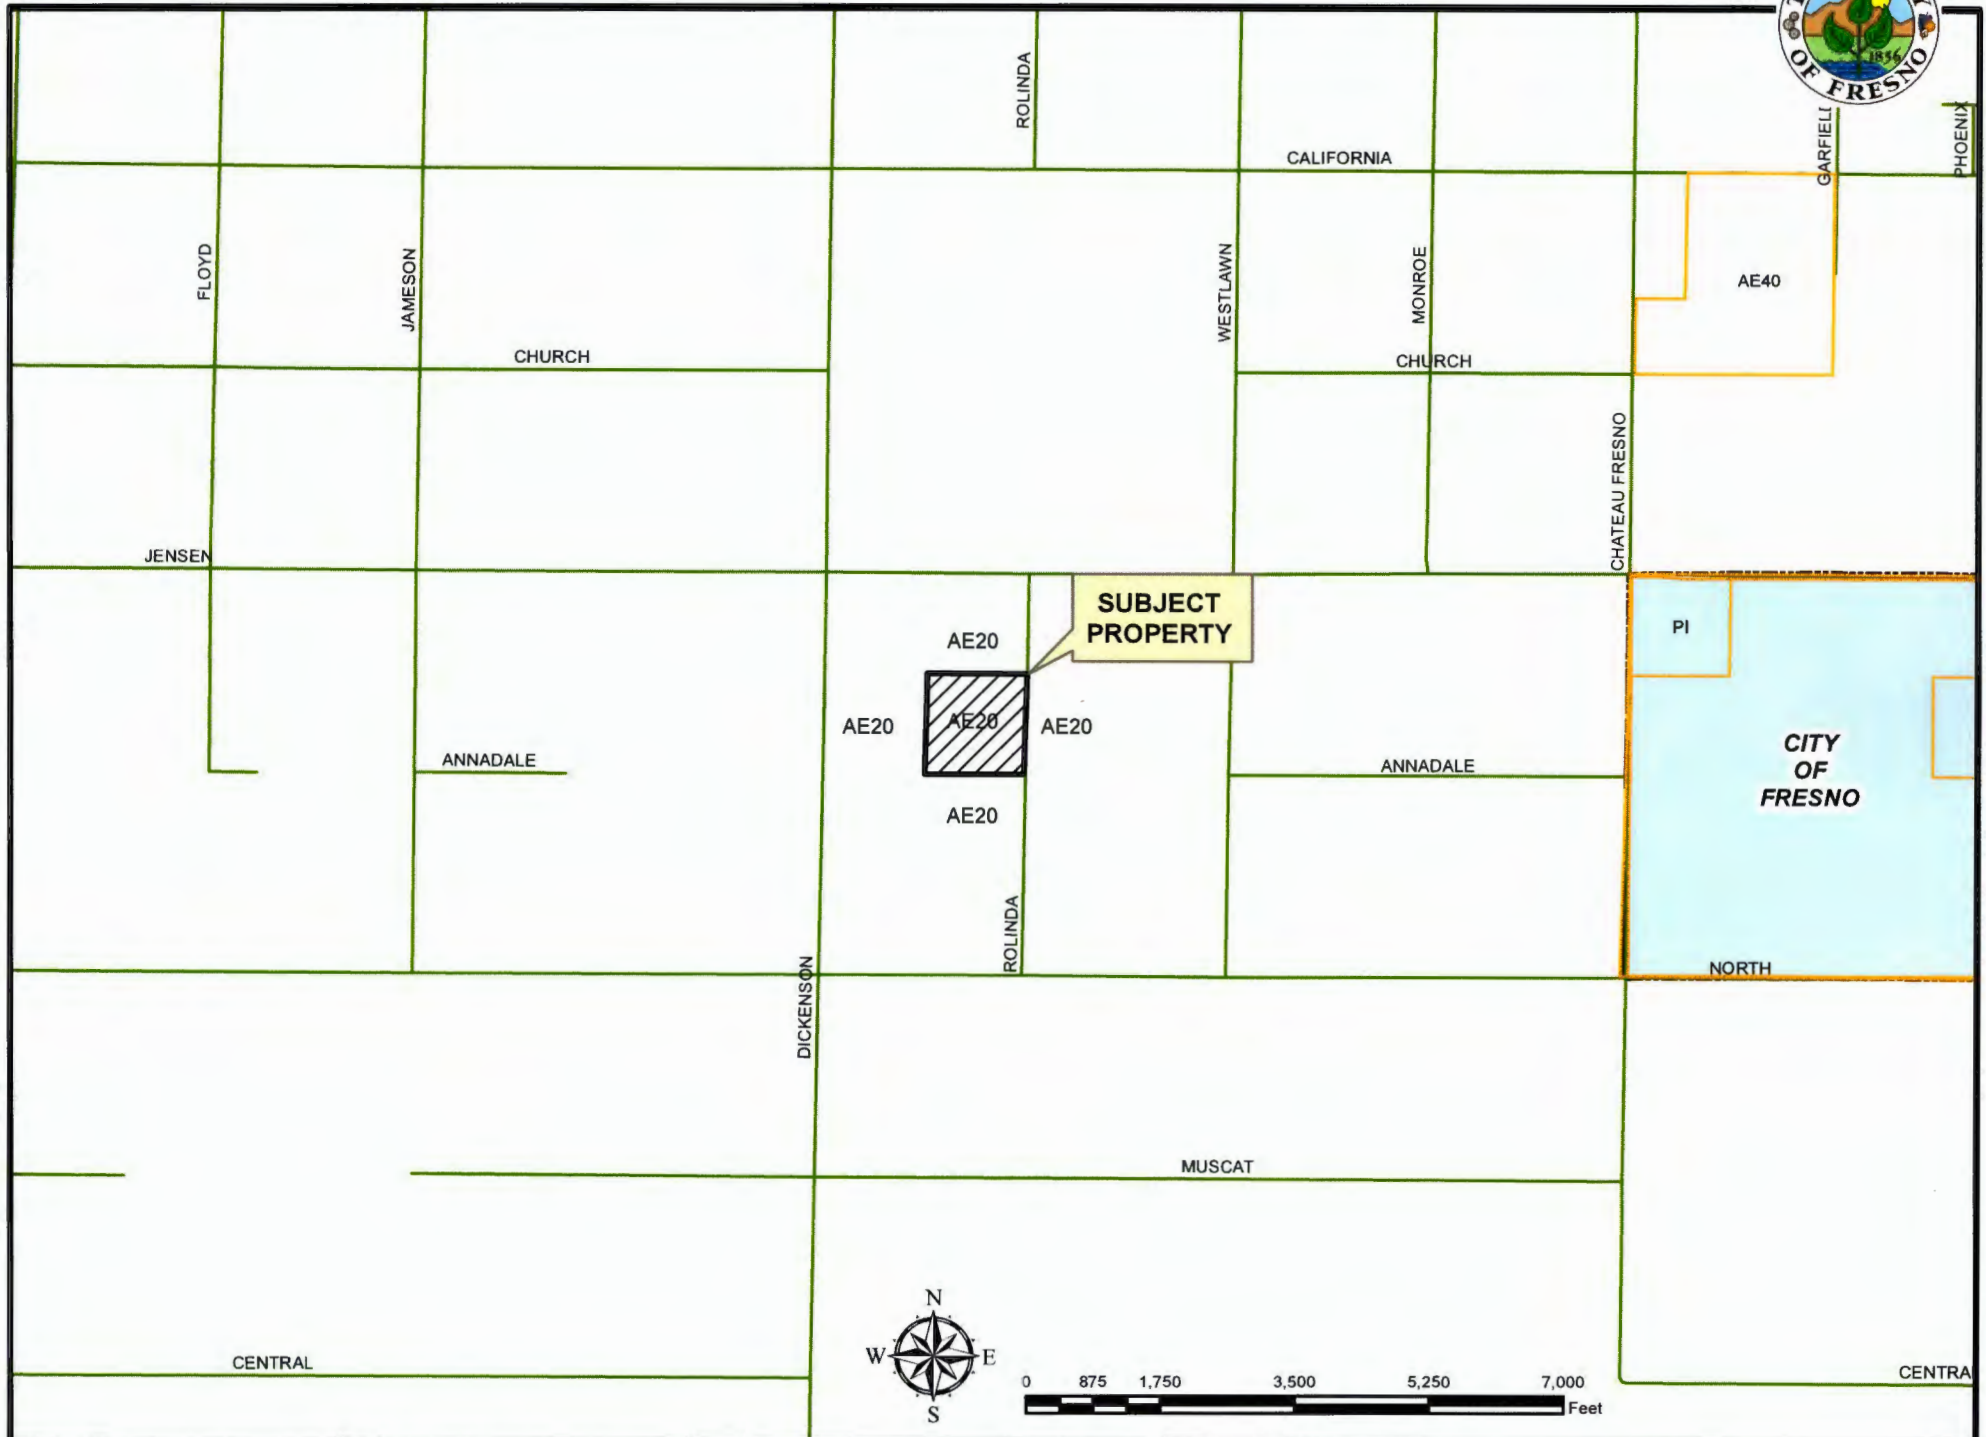 OF FRESNO
1856
ROLINDA
CALIFORNIA
PHOENIX
FLOYD
JAMESON
WESTLAWN
MONROE
AE40
CHURCH
CHURCH
CHATEAU FRESNO
JENSEN
SUBJECT
PROPERTY
AE20
PI
AE20
AE20
AE20
ANNADALE
ANNADALE
CITY
OF
FRESNO
AE20
ROLINDA
NORTH
DICKENSON
MUSCAT
N
W
E
S
CENTRAL
0 875 1,750 3,500 5,250 7,000
Feet
CENTRA
GARFIEL